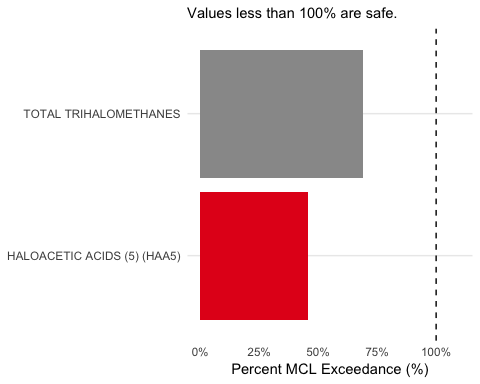 Values less than 100% are safe.
TOTAL TRIHALOMETHANES
HALOACETIC ACIDS (5) (HAA5)
0% 25% 50% 75% 100%
Percent MCL Exceedance (%)